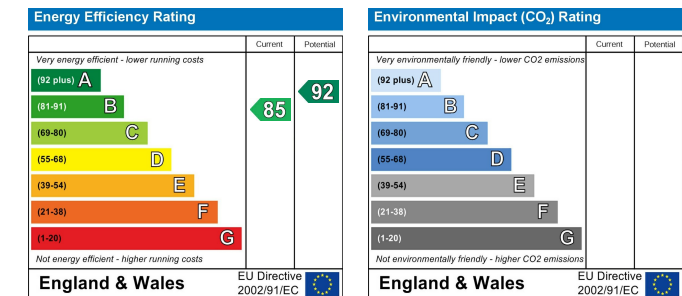 Energy Efficiency Rating
Current Potential
Very energy efficient - lower running costs
(92 plus) A
(81-91) B
(69-80) C
(55-68) D
(39-54) E
(21-38) F
(1-20) G
85
92
Not energy efficient - higher running costs
England & Wales
EU Directive
2002/91/EC
Environmental Impact (CO₂) Rating
Current Potential
Very environmentally friendly - lower CO2 emissions
(92 plus) A
(81-91) B
(69-80) C
(55-68) D
(39-54) E
(21-38) F
(1-20) G
Not environmentally friendly - higher CO2 emissions
England & Wales
EU Directive
2002/91/EC